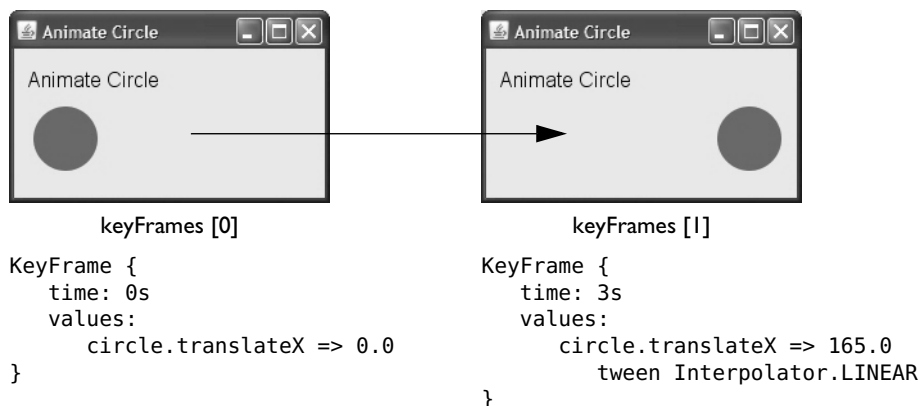 Animate Circle
Animate Circle
keyFrames [0]
KeyFrame {
   time: 0s
   values:
      circle.translateX => 0.0
}
Animate Circle
Animate Circle
keyFrames [1]
KeyFrame {
   time: 3s
   values:
      circle.translateX => 165.0
         tween Interpolator.LINEAR
}